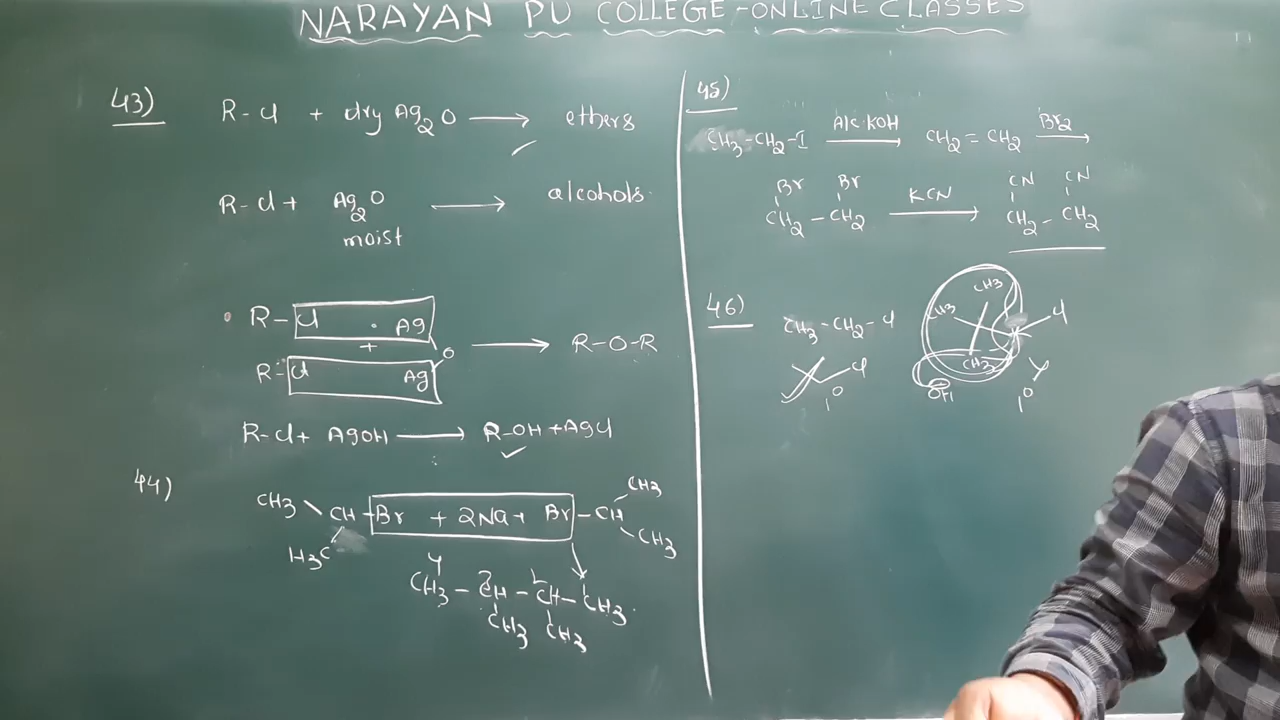 NARAYAN PU COLLEGE-ONLINE CLASSES
43)
R-Cl + dry Ag2O ⟶ ethers
R-Cl + Ag2O ⟶ alcohols.
moist
R-Cl Ag
+ O ⟶ R-O-R
R-Cl Ag
R-Cl + AgOH ⟶ R-OH + AgCl
44)
CH3 CH3
CH-Br + 2Na + Br-CH
H3C CH3
4
CH3 - CH - CH - CH3
CH3 CH3
45)
CH3-CH2-I Alc.KOH ⟶ CH2=CH2 Br2 ⟶
Br Br CN CN
CH2-CH2 KCN ⟶ CH2-CH2
46)
CH3-CH2-Cl
Cl
1°
CH3
CH3 Cl
CH3
OH
1°